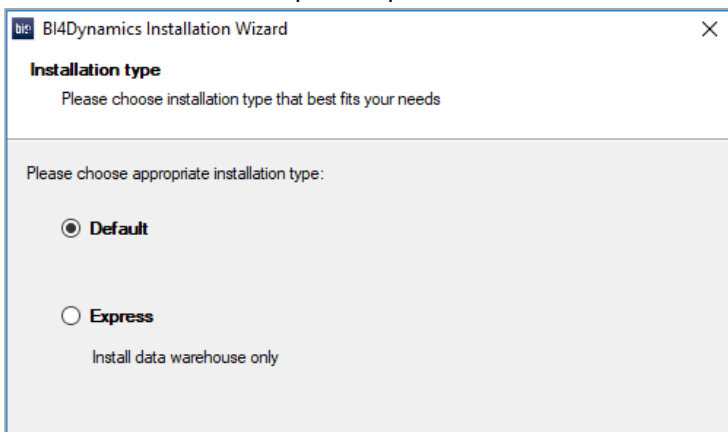 bis
BI4Dynamics Installation Wizard
Installation type
Please choose installation type that best fits your needs
Please choose appropriate installation type:
Default
Express
Install data warehouse only